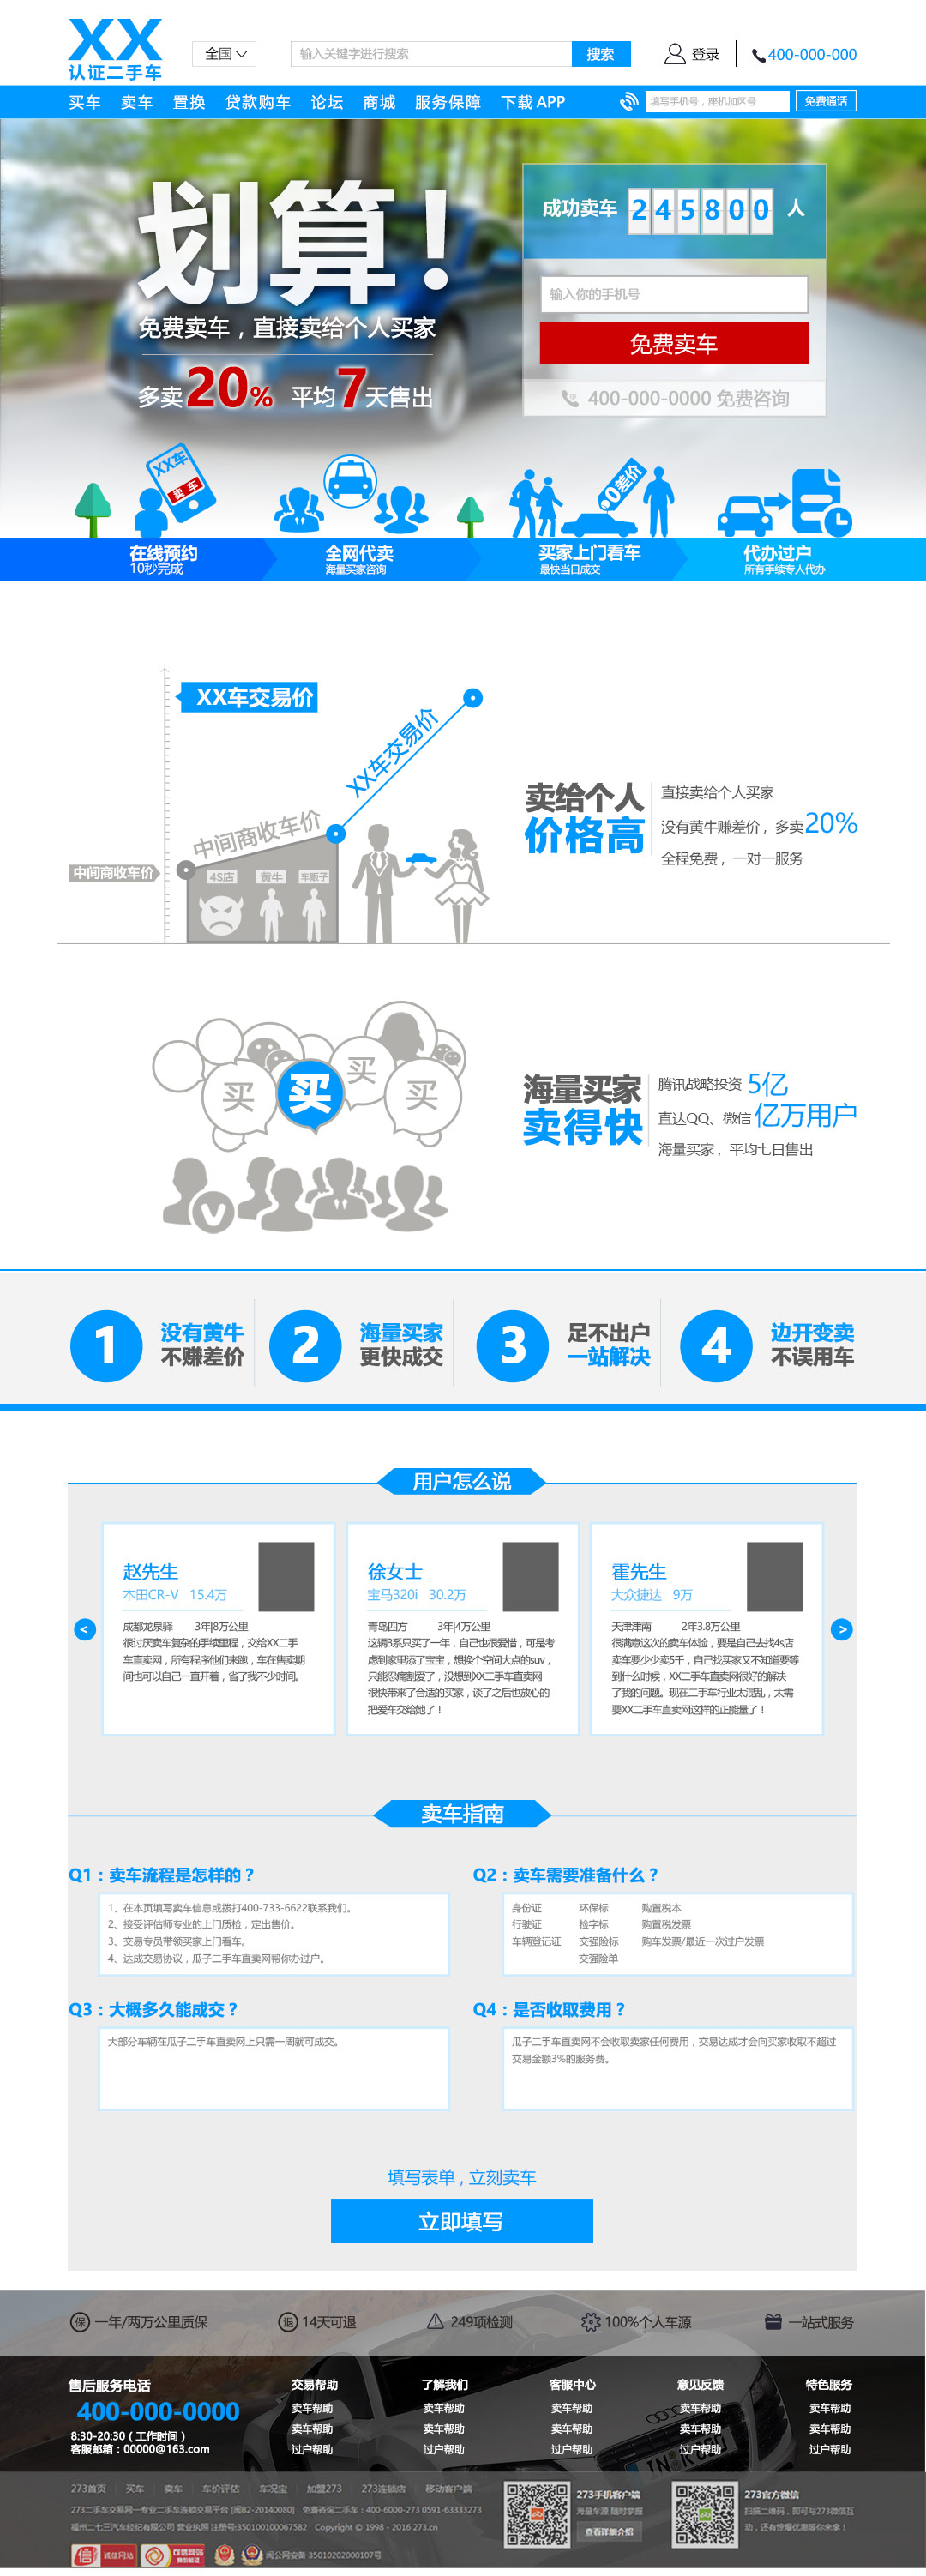 XX
认证二手车
全国
输入关键字进行搜索
搜索
登录
400-000-000
买车 卖车 置换 贷款购车 论坛 商城 服务保障 下载 APP
填写手机号，座机加区号
免费通话
划算！
免费卖车，直接卖给个人买家
多卖20% 平均7天售出
成功卖车 245800 人
输入你的手机号
免费卖车
400-000-0000 免费咨询
XX车
卖车
0差价
在线预约
10秒完成
全网代卖
海量买家咨询
买家上门看车
最快当日成交
代办过户
所有手续专人代办
XX车交易价
XX车交易价
中间商收车价
中间商收车价
4S店 黄牛 车贩子
卖给个人
价格高
直接卖给个人买家
没有黄牛赚差价，多卖20%
全程免费，一对一服务
买 买 买 买
海量买家
卖得快
腾讯战略投资 5亿
直达QQ、微信 亿万用户
海量买家，平均七日售出
1 没有黄牛
不赚差价
2 海量买家
更快成交
3 足不出户
一站解决
4 边开变卖
不误用车
用户怎么说
<
赵先生
本田CR-V 15.4万
成都龙泉驿 3年|8万公里
很讨厌卖车复杂的手续里程，交给XX二手
车直卖网，所有程序他们来跑，车在售卖期
间也可以自己一直开着，省了我不少时间。
徐女士
宝马320i 30.2万
青岛四方 3年|4万公里
这辆3系只买了一年，自己也很爱惜，可是考
虑到家里添了宝宝，想换个空间大点的suv，
只能忍痛割爱了，没想到XX二手车直卖网
很快带来了合适的买家，谈了之后也放心的
把爱车交给她了！
霍先生
大众捷达 9万
天津津南 2年3.8万公里
很满意这次的卖车体验，要是自己去找4s店
卖车要少少卖5千，自己找买家又不知道要等
到什么时候，XX二手车直卖网很好的解决
了我的问题。现在二手车行业太混乱，太需
要XX二手车直卖网这样的正能量了！
>
卖车指南
Q1：卖车流程是怎样的？
1、在本页填写卖车信息或拨打400-733-6622联系我们。
2、接受评估师专业的上门质检，定出售价。
3、交易专员带领买家上门看车。
4、达成交易协议，瓜子二手车直卖网帮你办过户。
Q2：卖车需要准备什么？
身份证 环保标 购置税本
行驶证 检字标 购置税发票
车辆登记证 交强险标 购车发票/最近一次过户发票
交强险单
Q3：大概多久能成交？
大部分车辆在瓜子二手车直卖网上只需一周就可成交。
Q4：是否收取费用？
瓜子二手车直卖网不会收取卖家任何费用，交易达成才会向买家收取不超过
交易金额3%的服务费。
填写表单，立刻卖车
立即填写
保 一年/两万公里质保
退 14天可退
249项检测
100%个人车源
一站式服务
售后服务电话
400-000-0000
8:30-20:30（工作时间）
客服邮箱：00000@163.com
交易帮助 了解我们 客服中心 意见反馈 特色服务
卖车帮助 卖车帮助 卖车帮助 卖车帮助 卖车帮助
卖车帮助 卖车帮助 卖车帮助 卖车帮助 卖车帮助
过户帮助 过户帮助 过户帮助 过户帮助 过户帮助
273首页 买车 卖车 车价评估 车况宝 加盟273 273连锁店 移动客户端
273二手车交易网—专业二手车连锁交易平台 [闽B2-20140080] 免费咨询二手车：400-6000-273 0591-63333273
福州二七三汽车经纪有限公司 营业执照 注册号:350100100067582 Copyright © 1998 - 2016 273.cn
诚信网站
闽公网安备 35010202000107号
273手机客户端
海量车源 随时掌握
查看详细介绍
273官方微信
扫描二维码，即可与273微信互
动，还有惊爆优惠等你来拿！